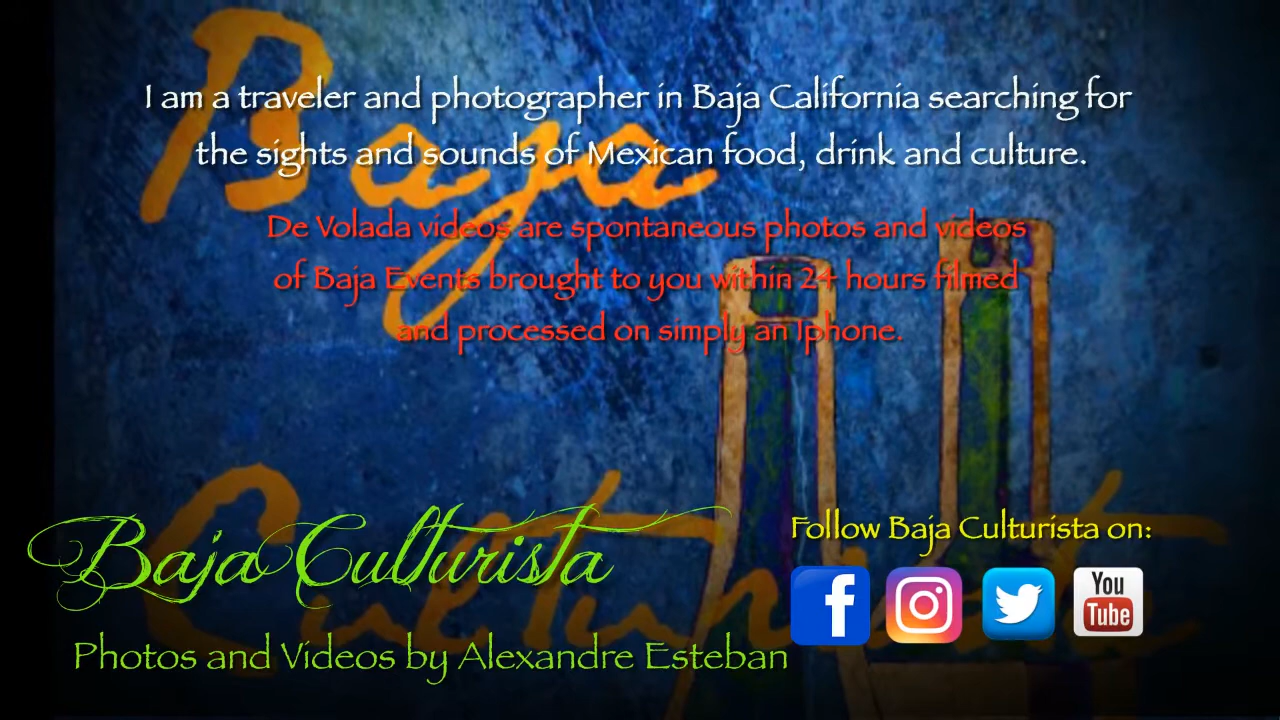 I am a traveler and photographer in Baja California searching for
the sights and sounds of Mexican food, drink and culture.
De Volada videos are spontaneous photos and videos
of Baja Events brought to you within 24 hours filmed
and processed on simply an Iphone.
Baja
Culturista
Baja Culturista
Photos and Videos by Alexandre Esteban
Follow Baja Culturista on:
You
Tube